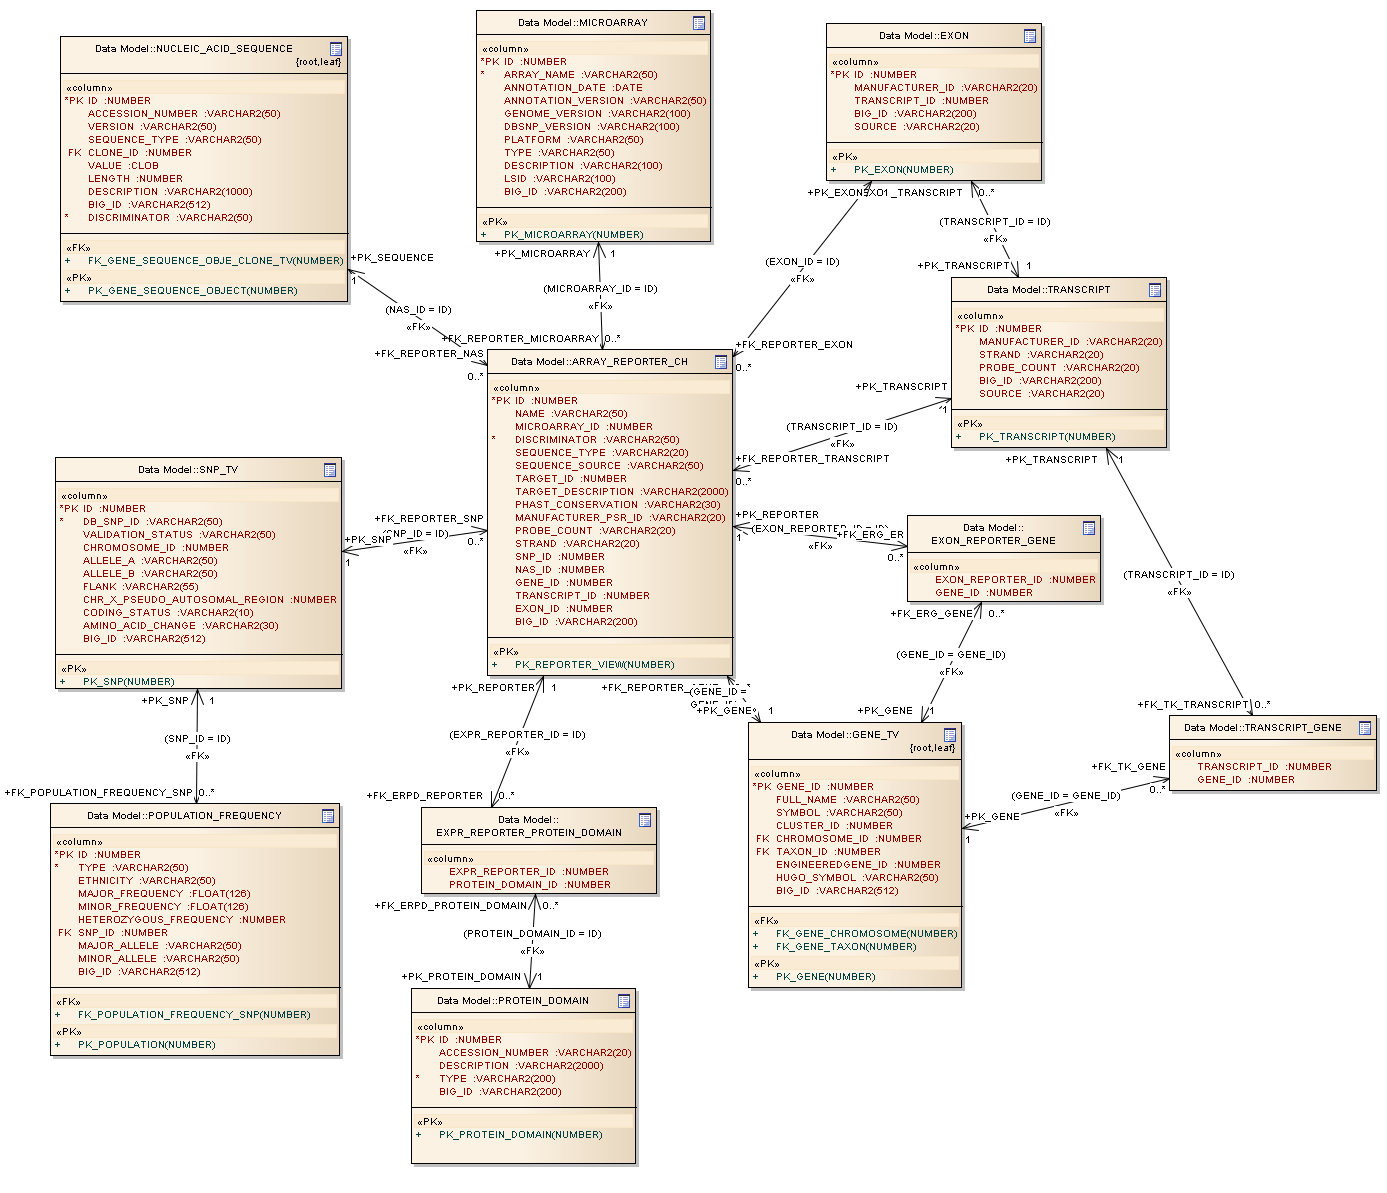 Data Model::NUCLEIC_ACID_SEQUENCE
{root,leaf}
«column»
*PK ID :NUMBER
ACCESSION_NUMBER :VARCHAR2(50)
VERSION :VARCHAR2(50)
SEQUENCE_TYPE :VARCHAR2(50)
FK CLONE_ID :NUMBER
VALUE :CLOB
LENGTH :NUMBER
DESCRIPTION :VARCHAR2(1000)
BIG_ID :VARCHAR2(512)
* DISCRIMINATOR :VARCHAR2(50)
«FK»
+ FK_GENE_SEQUENCE_OBJE_CLONE_TV(NUMBER)
«PK»
+ PK_GENE_SEQUENCE_OBJECT(NUMBER)
Data Model::MICROARRAY
«column»
*PK ID :NUMBER
* ARRAY_NAME :VARCHAR2(50)
ANNOTATION_DATE :DATE
ANNOTATION_VERSION :VARCHAR2(50)
GENOME_VERSION :VARCHAR2(100)
DBSNP_VERSION :VARCHAR2(100)
PLATFORM :VARCHAR2(50)
TYPE :VARCHAR2(50)
DESCRIPTION :VARCHAR2(100)
LSID :VARCHAR2(100)
BIG_ID :VARCHAR2(200)
«PK»
+ PK_MICROARRAY(NUMBER)
Data Model::EXON
«column»
*PK ID :NUMBER
MANUFACTURER_ID :VARCHAR2(20)
TRANSCRIPT_ID :NUMBER
BIG_ID :VARCHAR2(200)
SOURCE :VARCHAR2(20)
«PK»
+ PK_EXON(NUMBER)
+PK_SEQUENCE
1
(NAS_ID = ID)
«FK»
+FK_REPORTER_NAS
0..*
+PK_MICROARRAY
1
(MICROARRAY_ID = ID)
«FK»
+FK_REPORTER_MICROARRAY 0..*
+PK_EXON
1_TRANSCRIPT
0..*
(EXON_ID = ID)
«FK»
+FK_REPORTER_EXON
0..*
(TRANSCRIPT_ID = ID)
«FK»
+PK_TRANSCRIPT
1
Data Model::TRANSCRIPT
«column»
*PK ID :NUMBER
MANUFACTURER_ID :VARCHAR2(20)
STRAND :VARCHAR2(20)
PROBE_COUNT :VARCHAR2(20)
BIG_ID :VARCHAR2(200)
SOURCE :VARCHAR2(20)
«PK»
+ PK_TRANSCRIPT(NUMBER)
Data Model::ARRAY_REPORTER_CH
«column»
*PK ID :NUMBER
NAME :VARCHAR2(50)
MICROARRAY_ID :NUMBER
* DISCRIMINATOR :VARCHAR2(50)
SEQUENCE_TYPE :VARCHAR2(20)
SEQUENCE_SOURCE :VARCHAR2(50)
TARGET_ID :NUMBER
TARGET_DESCRIPTION :VARCHAR2(2000)
PHAST_CONSERVATION :VARCHAR2(30)
MANUFACTURER_PSR_ID :VARCHAR2(20)
PROBE_COUNT :VARCHAR2(20)
STRAND :VARCHAR2(20)
SNP_ID :NUMBER
NAS_ID :NUMBER
GENE_ID :NUMBER
TRANSCRIPT_ID :NUMBER
EXON_ID :NUMBER
BIG_ID :VARCHAR2(200)
«PK»
+ PK_REPORTER_VIEW(NUMBER)
+PK_TRANSCRIPT
1
(TRANSCRIPT_ID = ID)
«FK»
+FK_REPORTER_TRANSCRIPT
0..*
+PK_TRANSCRIPT
1
(TRANSCRIPT_ID = ID)
«FK»
+FK_TK_TRANSCRIPT 0..*
Data Model::SNP_TV
«column»
*PK ID :NUMBER
* DB_SNP_ID :VARCHAR2(50)
VALIDATION_STATUS :VARCHAR2(50)
CHROMOSOME_ID :NUMBER
ALLELE_A :VARCHAR2(50)
ALLELE_B :VARCHAR2(50)
FLANK :VARCHAR2(55)
CHR_X_PSEUDO_AUTOSOMAL_REGION :NUMBER
CODING_STATUS :VARCHAR2(10)
AMINO_ACID_CHANGE :VARCHAR2(30)
BIG_ID :VARCHAR2(512)
«PK»
+ PK_SNP(NUMBER)
+FK_REPORTER_SNP
0..*
+PK_SNP
NP_ID = ID)
«FK»
1
+PK_REPORTER
1
(EXON_REPORTER_ID = ID)
«FK»
+FK_ERG_ER
0..*
Data Model::
EXON_REPORTER_GENE
«column»
EXON_REPORTER_ID :NUMBER
GENE_ID :NUMBER
+FK_ERG_GENE
0..*
(GENE_ID = GENE_ID)
«FK»
+PK_GENE
1
+PK_SNP
1
(SNP_ID = ID)
«FK»
+FK_POPULATION_FREQUENCY_SNP 0..*
+PK_REPORTER
1
(EXPR_REPORTER_ID = ID)
«FK»
+FK_ERPD_REPORTER
0..*
+FK_REPORTER
(GENE_ID =
+PK_GENE
1
Data Model::GENE_TV
{root,leaf}
«column»
*PK GENE_ID :NUMBER
FULL_NAME :VARCHAR2(50)
SYMBOL :VARCHAR2(50)
CLUSTER_ID :NUMBER
FK CHROMOSOME_ID :NUMBER
FK TAXON_ID :NUMBER
ENGINEEREDGENE_ID :NUMBER
HUGO_SYMBOL :VARCHAR2(50)
BIG_ID :VARCHAR2(512)
«FK»
+ FK_GENE_CHROMOSOME(NUMBER)
+ FK_GENE_TAXON(NUMBER)
«PK»
+ PK_GENE(NUMBER)
Data Model::TRANSCRIPT_GENE
«column»
TRANSCRIPT_ID :NUMBER
GENE_ID :NUMBER
+FK_TK_GENE
0..*
(GENE_ID = GENE_ID)
«FK»
+PK_GENE
1
Data Model::POPULATION_FREQUENCY
«column»
*PK ID :NUMBER
* TYPE :VARCHAR2(50)
ETHNICITY :VARCHAR2(50)
MAJOR_FREQUENCY :FLOAT(126)
MINOR_FREQUENCY :FLOAT(126)
HETEROZYGOUS_FREQUENCY :NUMBER
FK SNP_ID :NUMBER
MAJOR_ALLELE :VARCHAR2(50)
MINOR_ALLELE :VARCHAR2(50)
BIG_ID :VARCHAR2(512)
«FK»
+ FK_POPULATION_FREQUENCY_SNP(NUMBER)
«PK»
+ PK_POPULATION(NUMBER)
Data Model::
EXPR_REPORTER_PROTEIN_DOMAIN
«column»
EXPR_REPORTER_ID :NUMBER
PROTEIN_DOMAIN_ID :NUMBER
+FK_ERPD_PROTEIN_DOMAIN
0..*
(PROTEIN_DOMAIN_ID = ID)
«FK»
+PK_PROTEIN_DOMAIN
1
Data Model::PROTEIN_DOMAIN
«column»
*PK ID :NUMBER
ACCESSION_NUMBER :VARCHAR2(20)
DESCRIPTION :VARCHAR2(2000)
* TYPE :VARCHAR2(200)
BIG_ID :VARCHAR2(200)
«PK»
+ PK_PROTEIN_DOMAIN(NUMBER)